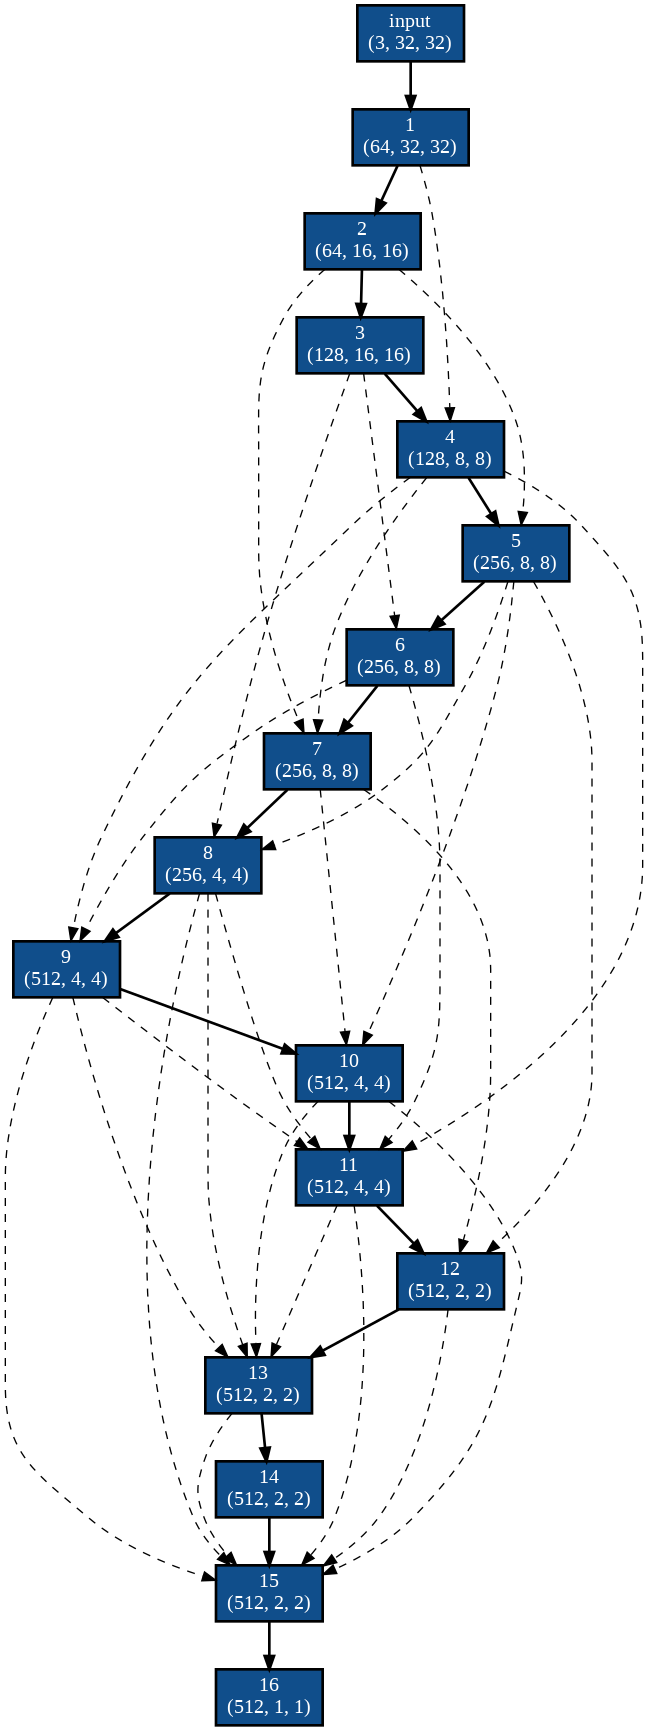 input
(3, 32, 32)
1
(64, 32, 32)
2
(64, 16, 16)
3
(128, 16, 16)
4
(128, 8, 8)
5
(256, 8, 8)
6
(256, 8, 8)
7
(256, 8, 8)
8
(256, 4, 4)
9
(512, 4, 4)
10
(512, 4, 4)
11
(512, 4, 4)
12
(512, 2, 2)
13
(512, 2, 2)
14
(512, 2, 2)
15
(512, 2, 2)
16
(512, 1, 1)